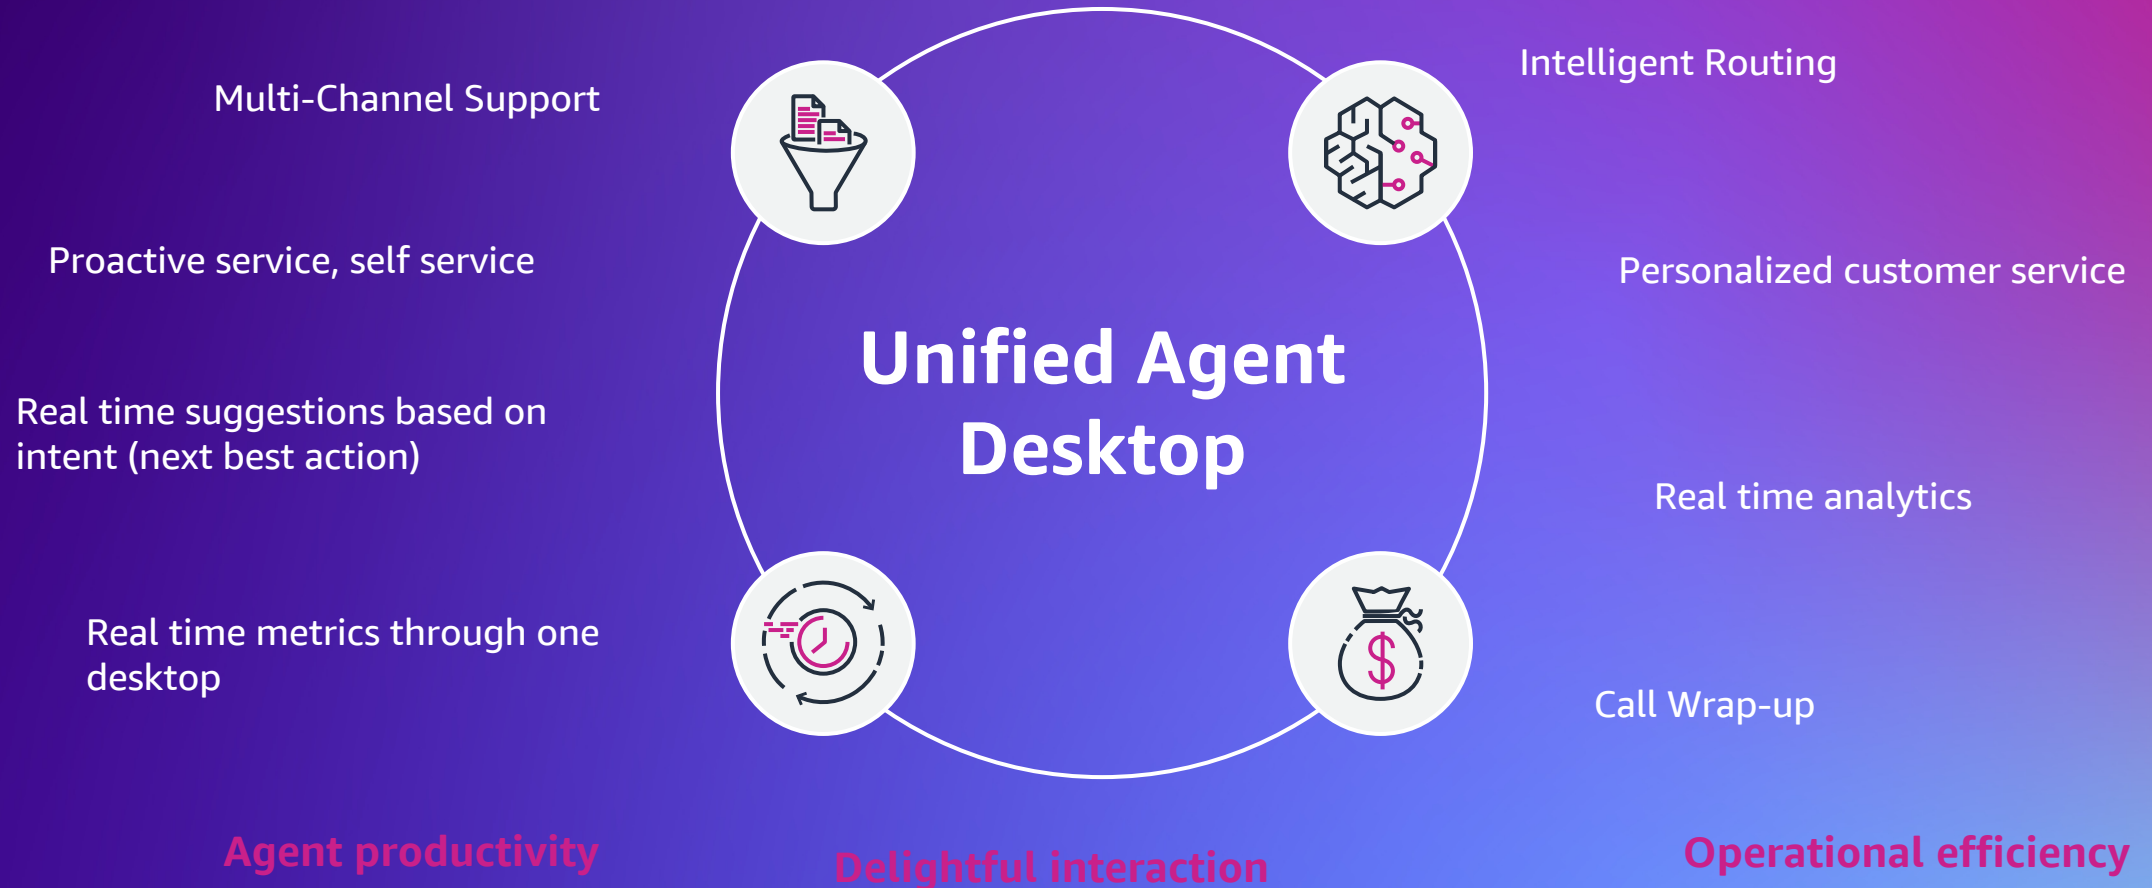 Multi-Channel Support
Proactive service, self service
Real time suggestions based on
intent (next best action)
Real time metrics through one
desktop
Unified Agent
Desktop
$
Intelligent Routing
Personalized customer service
Real time analytics
Call Wrap-up
Agent productivity
Delightful interaction
Operational efficiency